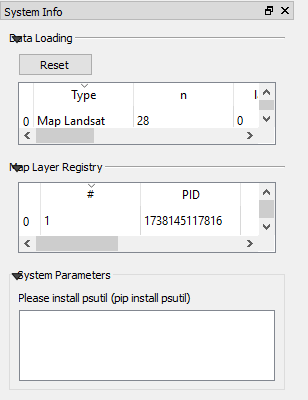 System Info
Data Loading
Reset
Type n
0 Map Landsat 28 0
Map Layer Registry
# PID
0 1 1738145117816
System Parameters
Please install psutil (pip install psutil)